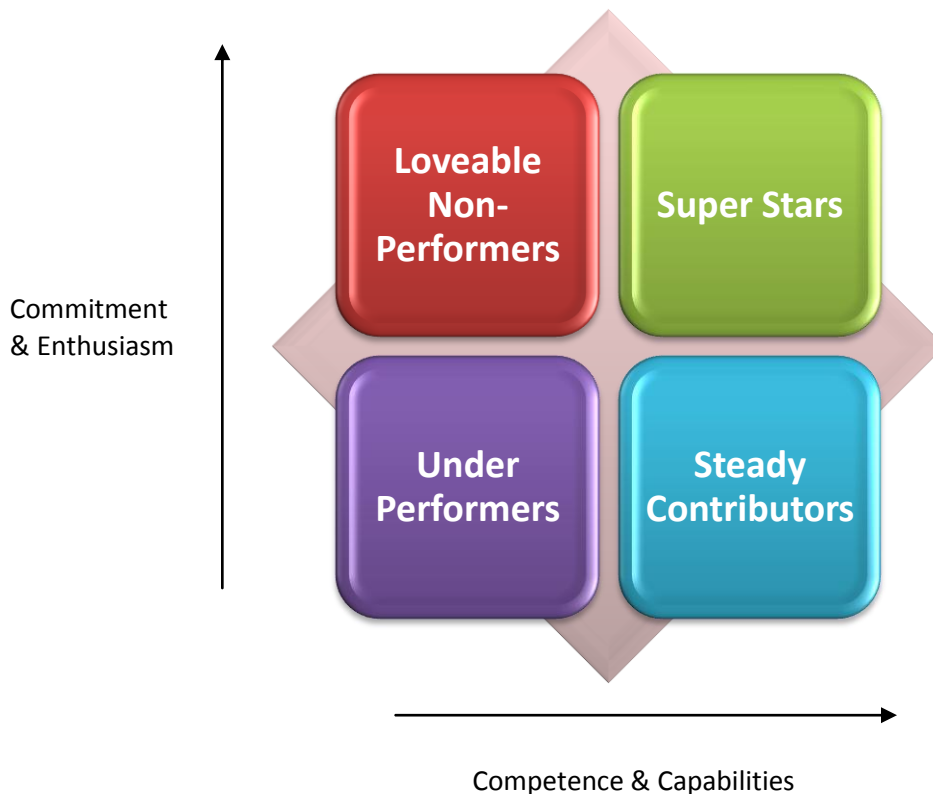 Loveable
Non-
Performers
Super Stars
Commitment
& Enthusiasm
Under
Performers
Steady
Contributors
Competence & Capabilities